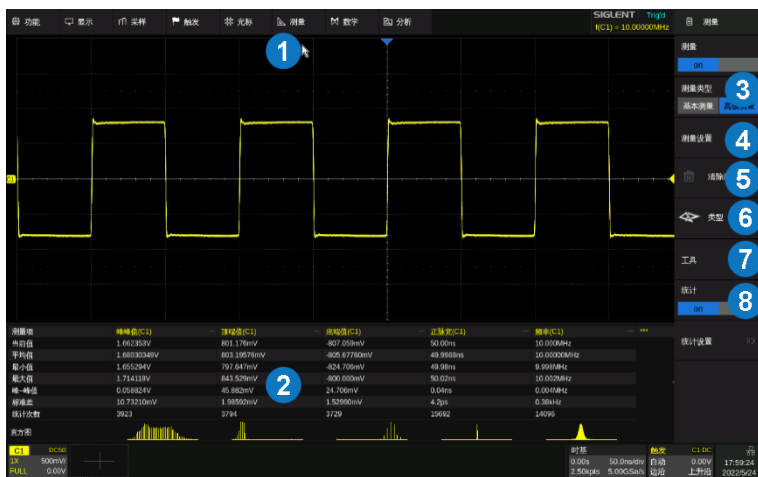 功能 显示 采样 触发 光标 测量 数学 分析
SIGLENT Trig'd
f(C1) = 10.00000MHz
测量
1
测量
on
测量类型
3
基本测量
测量设置
4
清除
5
类型
6
工具
7
统计
8
on
统计设置
C1
测量项 峰峰值(C1) 顶端值(C1) 底端值(C1) 正脉宽(C1) 频率(C1)
当前值 1.662353V 801.176mV -807.059mV 50.00ns 10.000MHz
平均值 1.68030349V 803.19576mV -805.67760mV 49.9988ns 10.00000MHz
最小值 1.655294V 797.647mV -824.706mV 49.98ns 9.998MHz
最大值 1.714118V 843.529mV -800.000mV 50.02ns 10.002MHz
峰-峰值 0.058824V 45.882mV 24.706mV 0.04ns 0.004MHz
标准差 10.73210mV 1.98592mV 1.52990mV 4.2ps 0.38kHz
统计次数 3923 3794 3729 15692 14096
2
直方图
C1 DC50
1X 500mV/
FULL 0.00V
时基
0.00s 50.0ns/div
2.50kpts 5.00GSa/s
触发 C1 DC
自动 0.00V
边沿 上升沿
17:59:24
2022/5/24